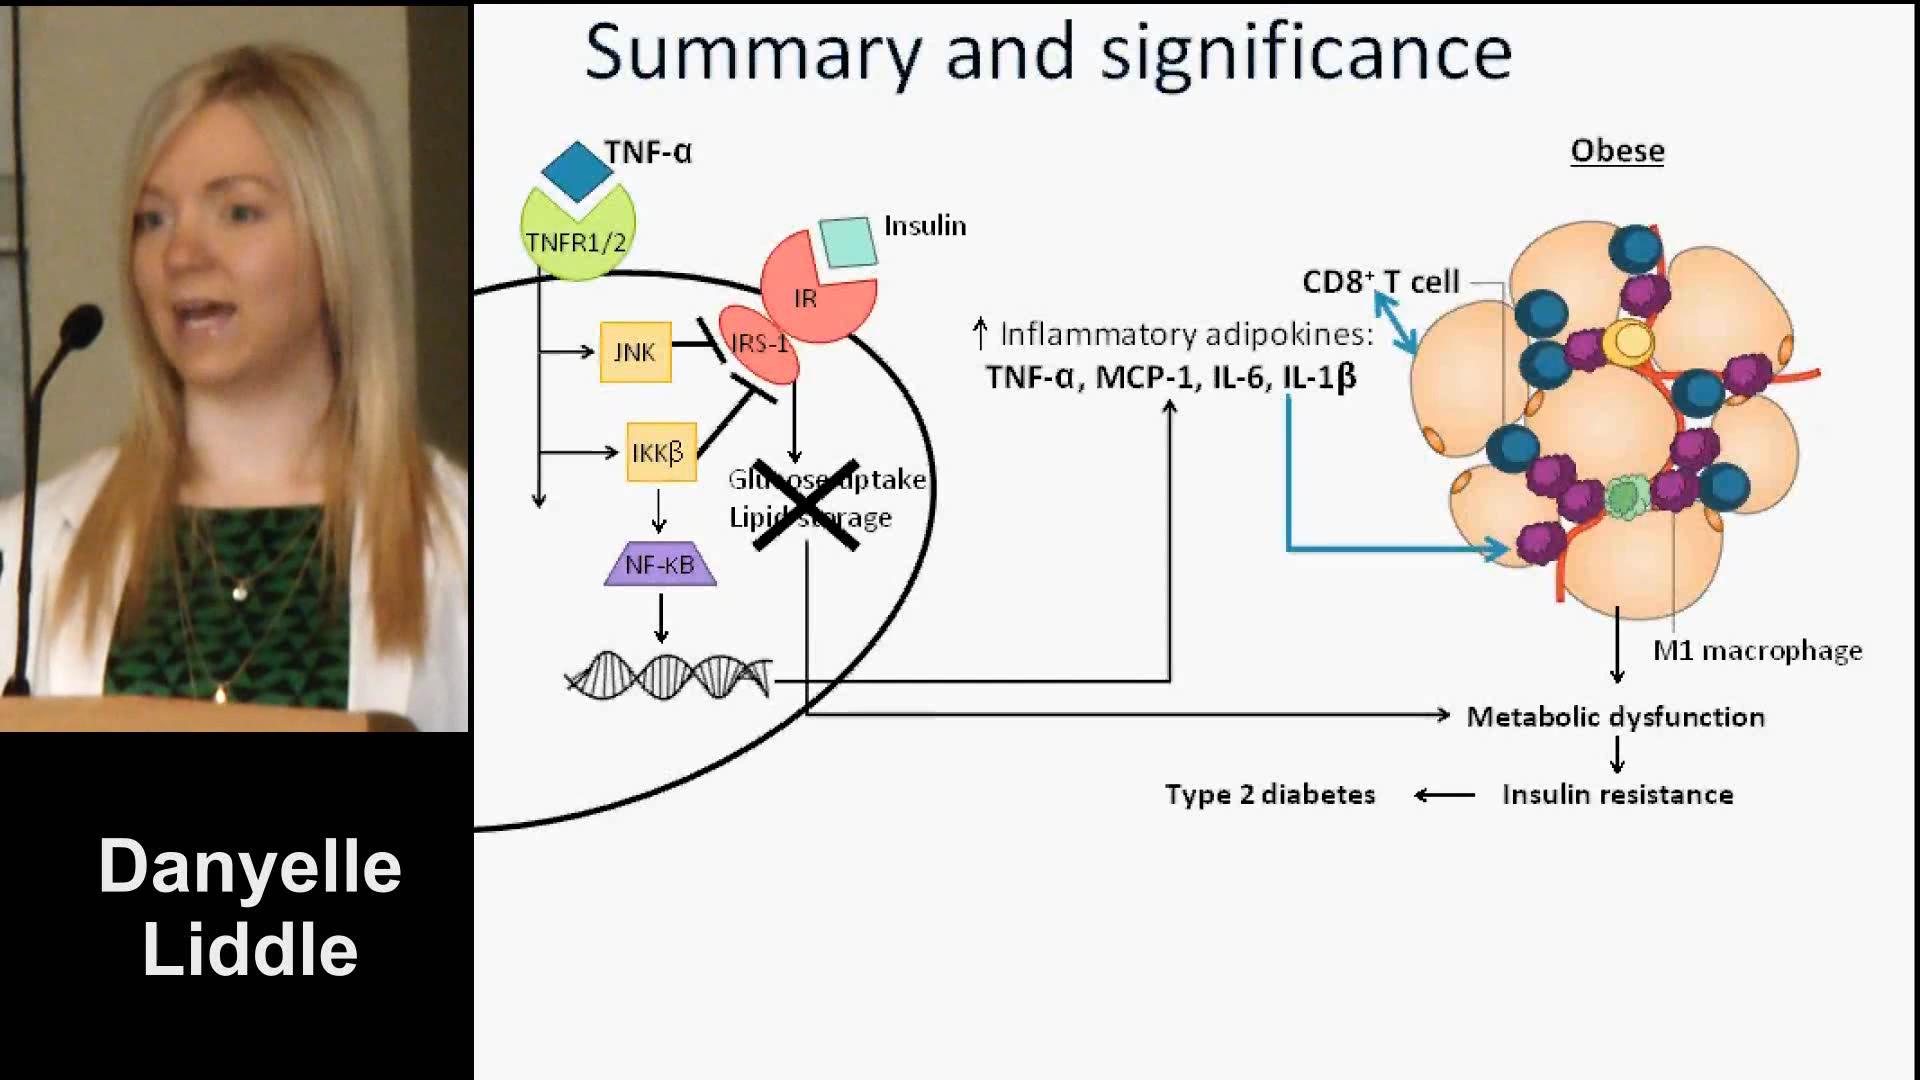 Summary and significance
TNF-α
TNFR1/2
Insulin
IR
IRS-1
JNK
IKKβ
Glucose uptake
Lipid storage
NF-κB
Obese
CD8⁺ T cell
↑ Inflammatory adipokines:
TNF-α, MCP-1, IL-6, IL-1β
M1 macrophage
Metabolic dysfunction
Type 2 diabetes
Insulin resistance
Danyelle
Liddle